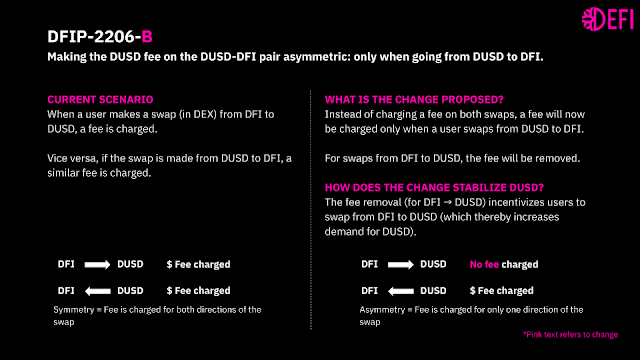 DEFI
DFIP-2206-B
Making the DUSD fee on the DUSD-DFI pair asymmetric: only when going from DUSD to DFI.
CURRENT SCENARIO
When a user makes a swap (in DEX) from DFI to
DUSD, a fee is charged.
Vice versa, if the swap is made from DUSD to DFI, a
similar fee is charged.
DFI DUSD $ Fee charged
DFI DUSD $ Fee charged
Symmetry = Fee is charged for both directions of the
swap
WHAT IS THE CHANGE PROPOSED?
Instead of charging a fee on both swaps, a fee will now
be charged only when a user swaps from DUSD to DFI.
For swaps from DFI to DUSD, the fee will be removed.
HOW DOES THE CHANGE STABILIZE DUSD?
The fee removal (for DFI → DUSD) incentivizes users to
swap from DFI to DUSD (which thereby increases
demand for DUSD).
DFI DUSD No fee charged
DFI DUSD $ Fee charged
Asymmetry = Fee is charged for only one direction of the
swap
*Pink text refers to change